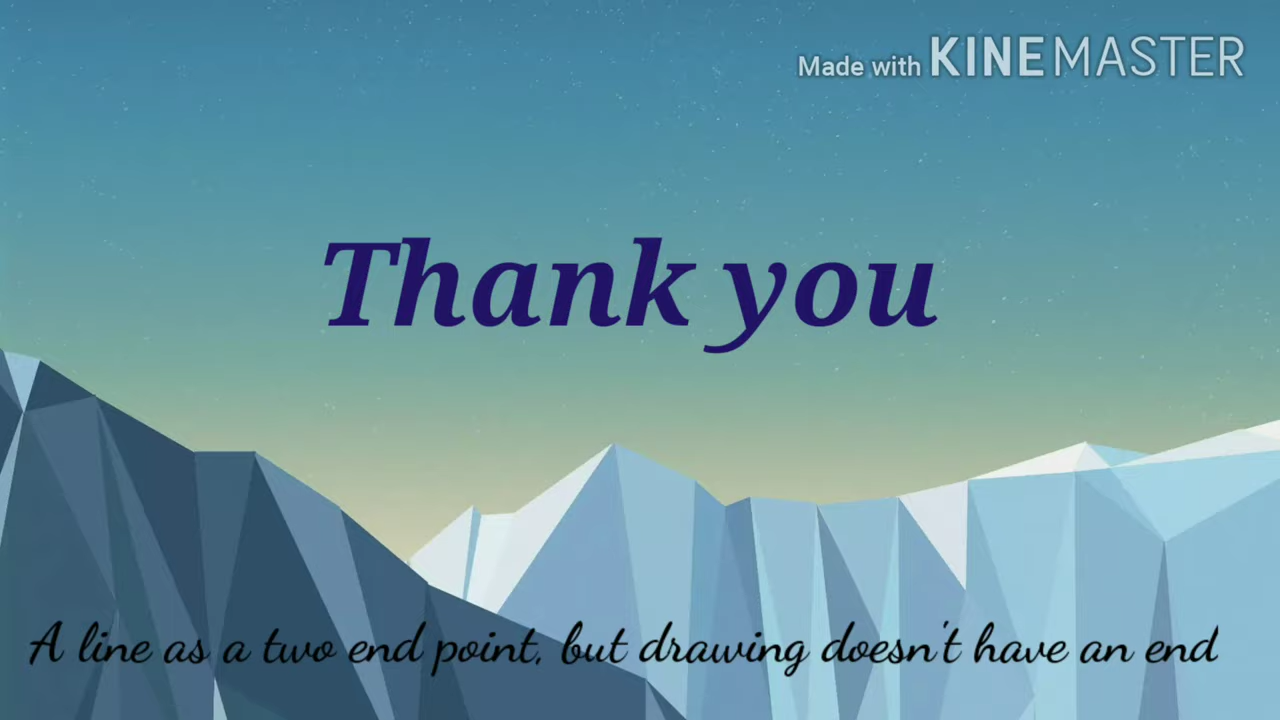 Made with KINEMASTER
Thank you
A line as a two end point, but drawing doesn't have an end